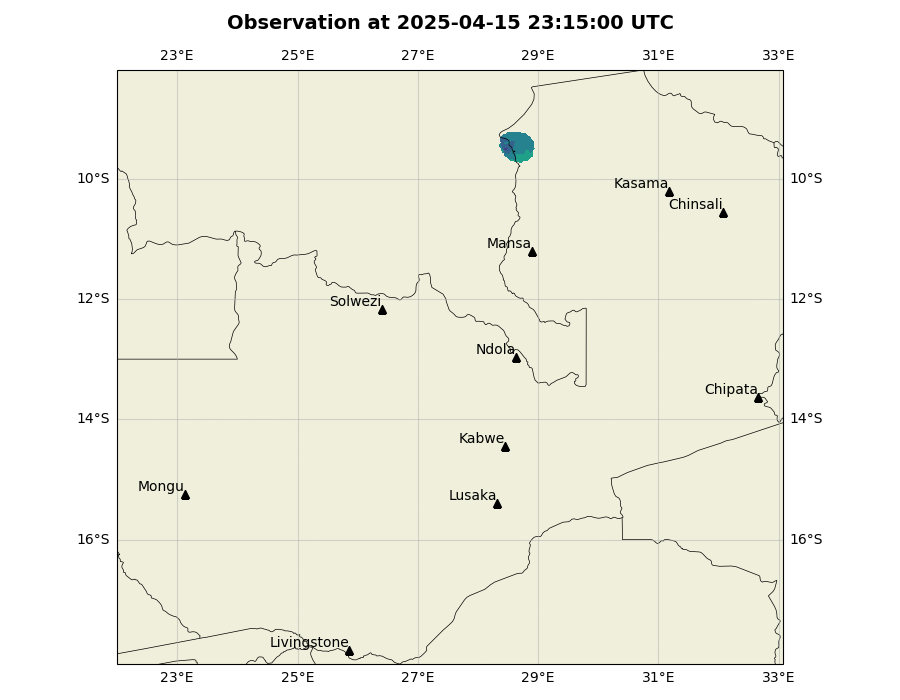 Observation at 2025-04-15 23:15:00 UTC
23°E 25°E 27°E 29°E 31°E 33°E
10°S 10°S
Kasama
Chinsali
Mansa
12°S 12°S
Solwezi
Ndola
Chipata
14°S 14°S
Kabwe
Mongu
Lusaka
16°S 16°S
Livingstone
23°E 25°E 27°E 29°E 31°E 33°E